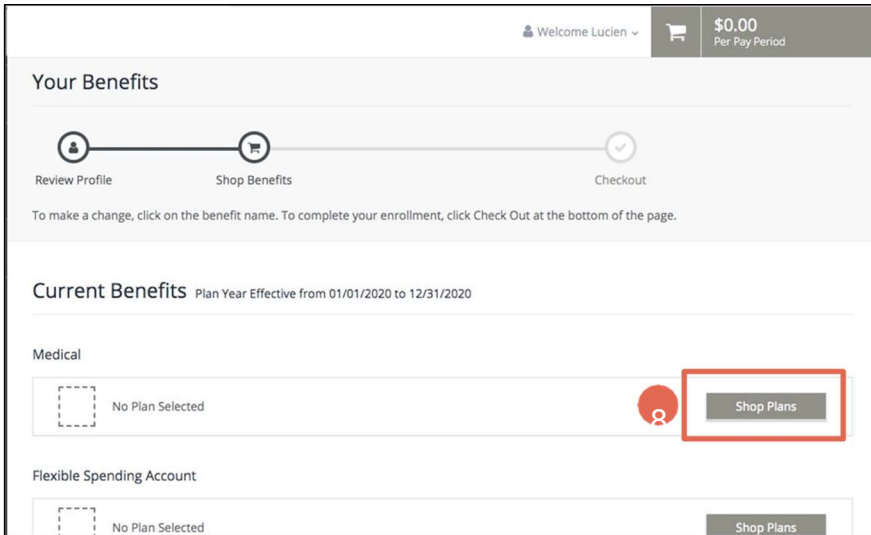 Welcome Lucien
$0.00
Per Pay Period
Your Benefits
Review Profile
Shop Benefits
Checkout
To make a change, click on the benefit name. To complete your enrollment, click Check Out at the bottom of the page.
Current Benefits Plan Year Effective from 01/01/2020 to 12/31/2020
Medical
No Plan Selected
8
Shop Plans
Flexible Spending Account
No Plan Selected
Shop Plans